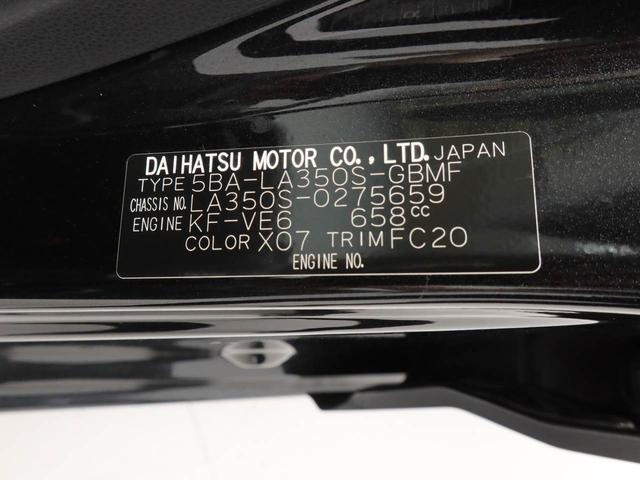 DAIHATSU MOTOR CO., LTD. JAPAN
TYPE 5BA-LA350S-GBMF
CHASSIS NO. LA350S-0275659
ENGINE KF-VE6 658cc
COLOR X07 TRIM FC20
ENGINE NO.